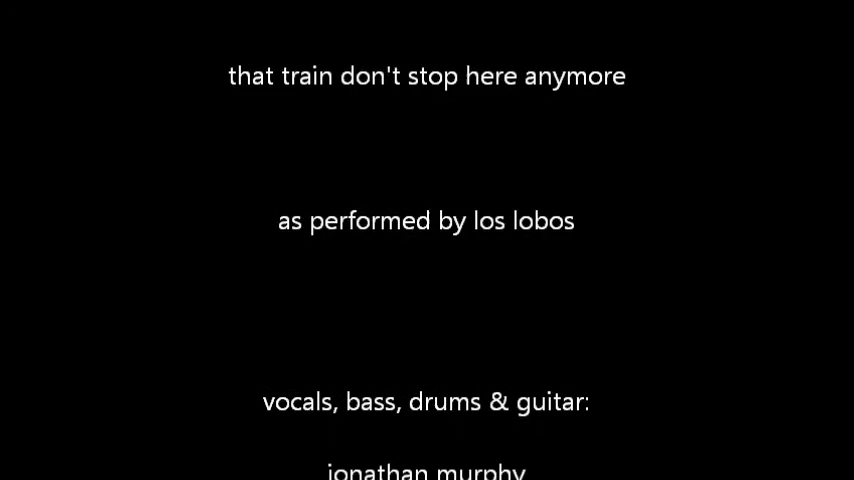 that train don't stop here anymore
as performed by los lobos
vocals, bass, drums & guitar:
jonathan murphy